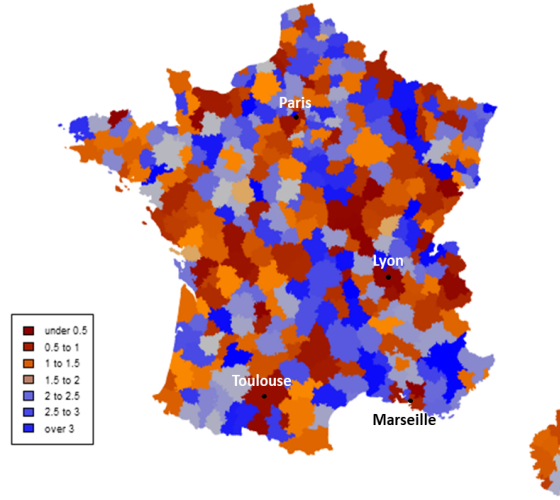 Paris
Lyon
Toulouse
Marseille
under 0.5
0.5 to 1
1 to 1.5
1.5 to 2
2 to 2.5
2.5 to 3
over 3